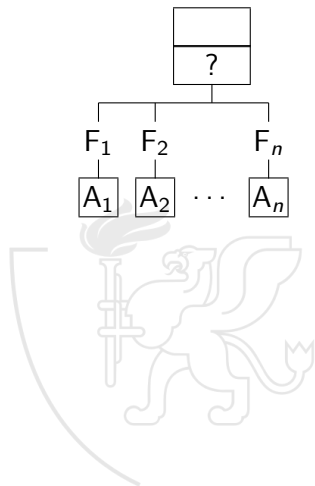 ?
F₁ F₂ Fₙ
A₁ A₂ ··· Aₙ